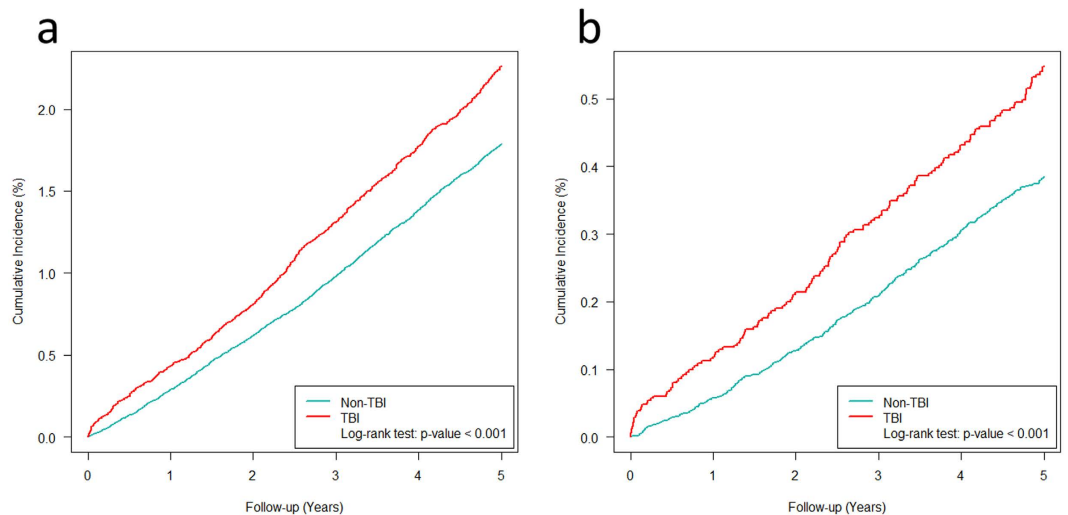 a
Cumulative Incidence (%)
2.0
1.5
1.0
0.5
0.0
0 1 2 3 4 5
Follow-up (Years)
Non-TBI
TBI
Log-rank test: p-value < 0.001
b
Cumulative Incidence (%)
0.5
0.4
0.3
0.2
0.1
0.0
0 1 2 3 4 5
Follow-up (Years)
Non-TBI
TBI
Log-rank test: p-value < 0.001